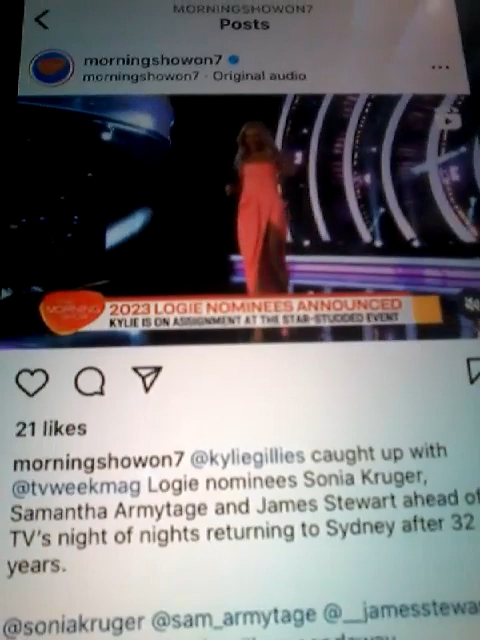 MORNINGSHOWON7
Posts
morningshowon7
morningshowon7 · Original audio
MORNING
2023 LOGIE NOMINEES ANNOUNCED
KYLIE IS ON ASSIGNMENT AT THE STAR-STUDDED EVENT
21 likes
morningshowon7 @kyliegillies caught up with
@tvweekmag Logie nominees Sonia Kruger,
Samantha Armytage and James Stewart ahead of
TV's night of nights returning to Sydney after 32
years.
@soniakruger @sam_armytage @__jamesstewa